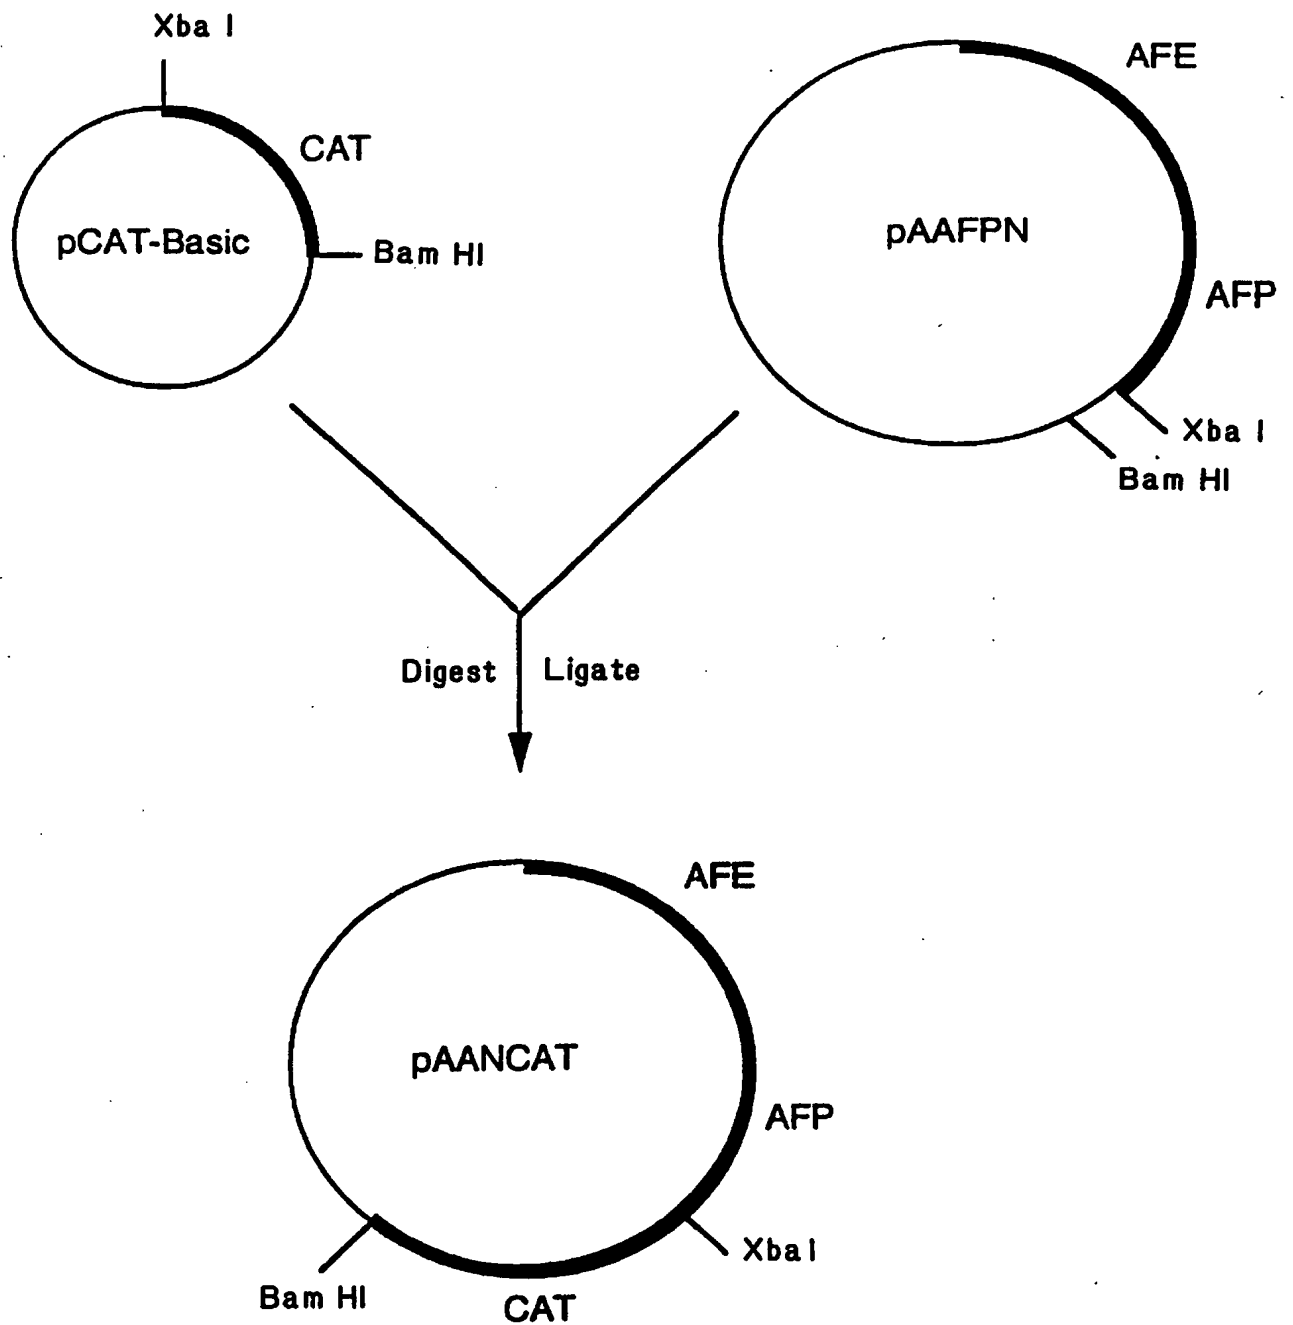 Xba I
CAT
pCAT-Basic
Bam HI
AFE
pAAFPN
AFP
Xba I
Bam HI
Digest Ligate
AFE
pAANCAT
AFP
Xba I
Bam HI
CAT